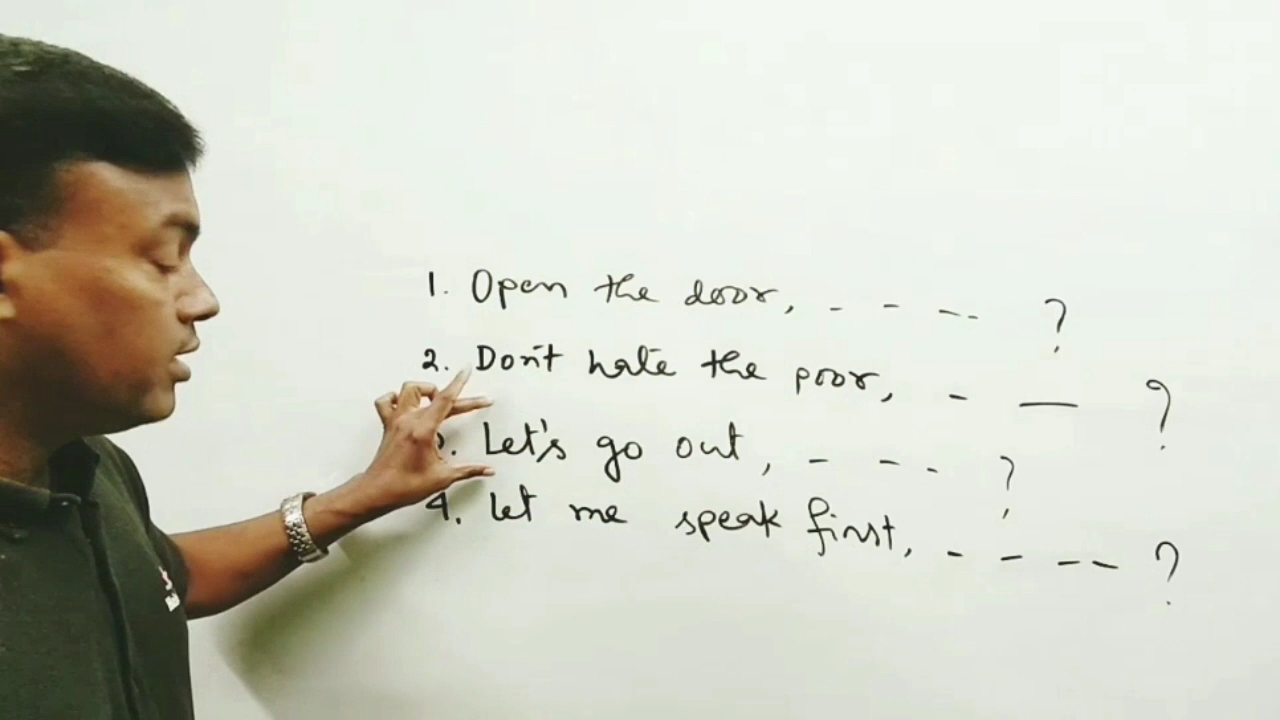 1. Open the door, - - -- ?
2. Don't hate the poor, - — ?
. Let's go out, - - - ?
4. Let me speak first, - - -- ?